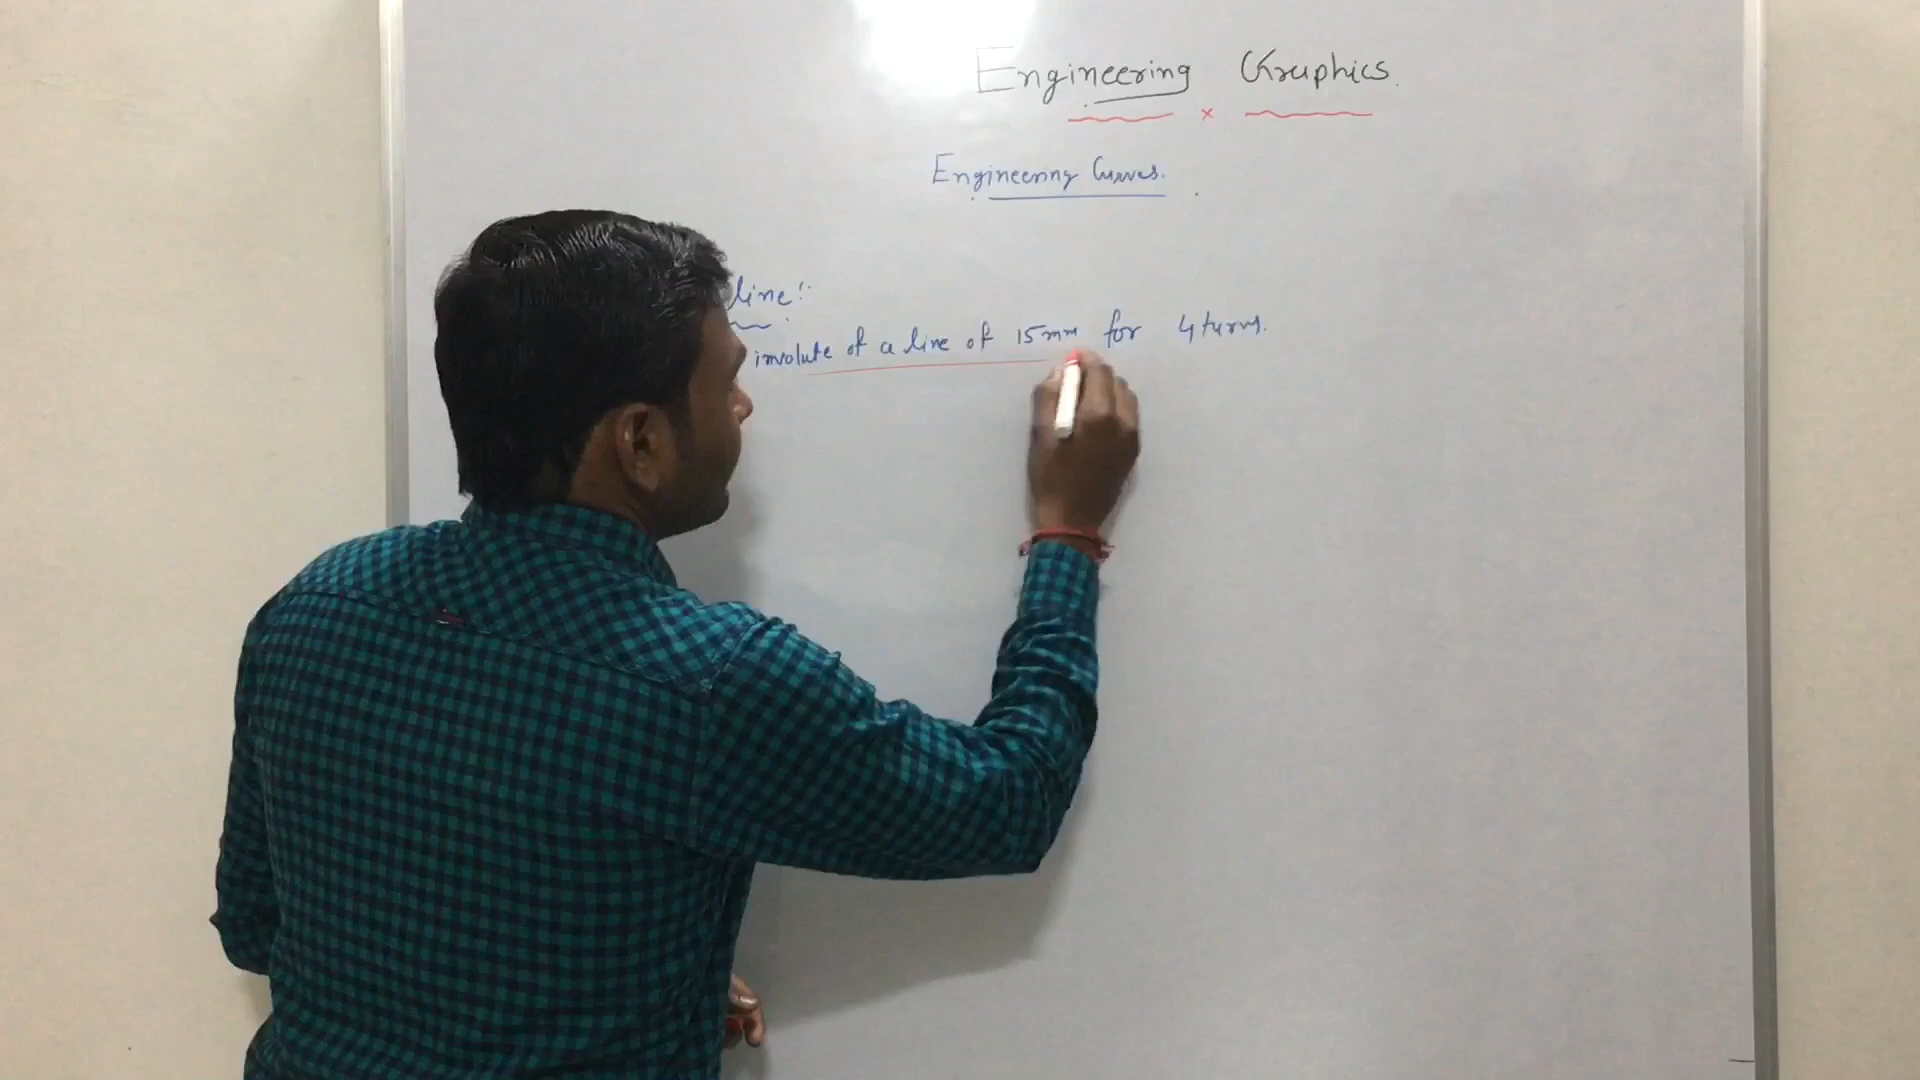 Engineering Graphics.
x
Engineering Curves.
line:
involute of a line of 15mm for 4 turns.